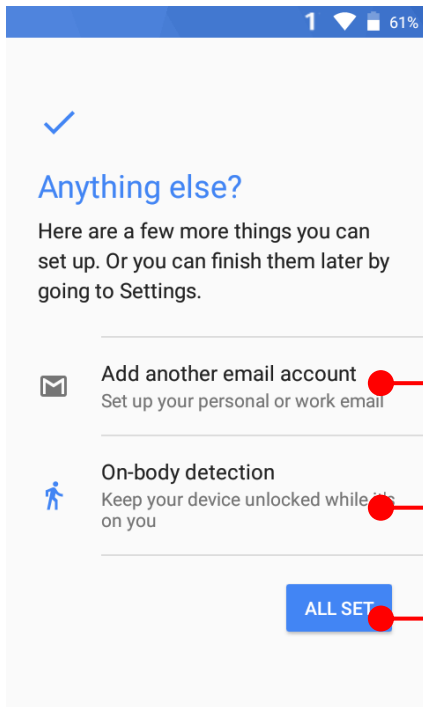 1 61%
Anything else?
Here are a few more things you can
set up. Or you can finish them later by
going to Settings.
Add another email account
Set up your personal or work email
On-body detection
Keep your device unlocked while it's
on you
ALL SET